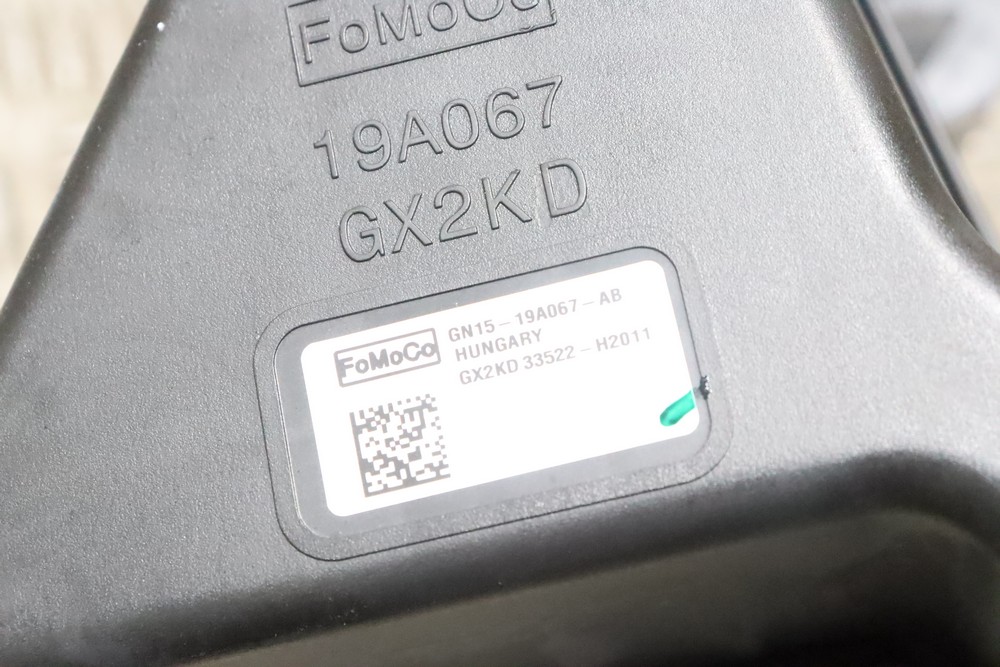 FoMoCo
19A067
GX2KD
FoMoCo
GN15-19A067-AB
HUNGARY
GX2KD 33522-H2011